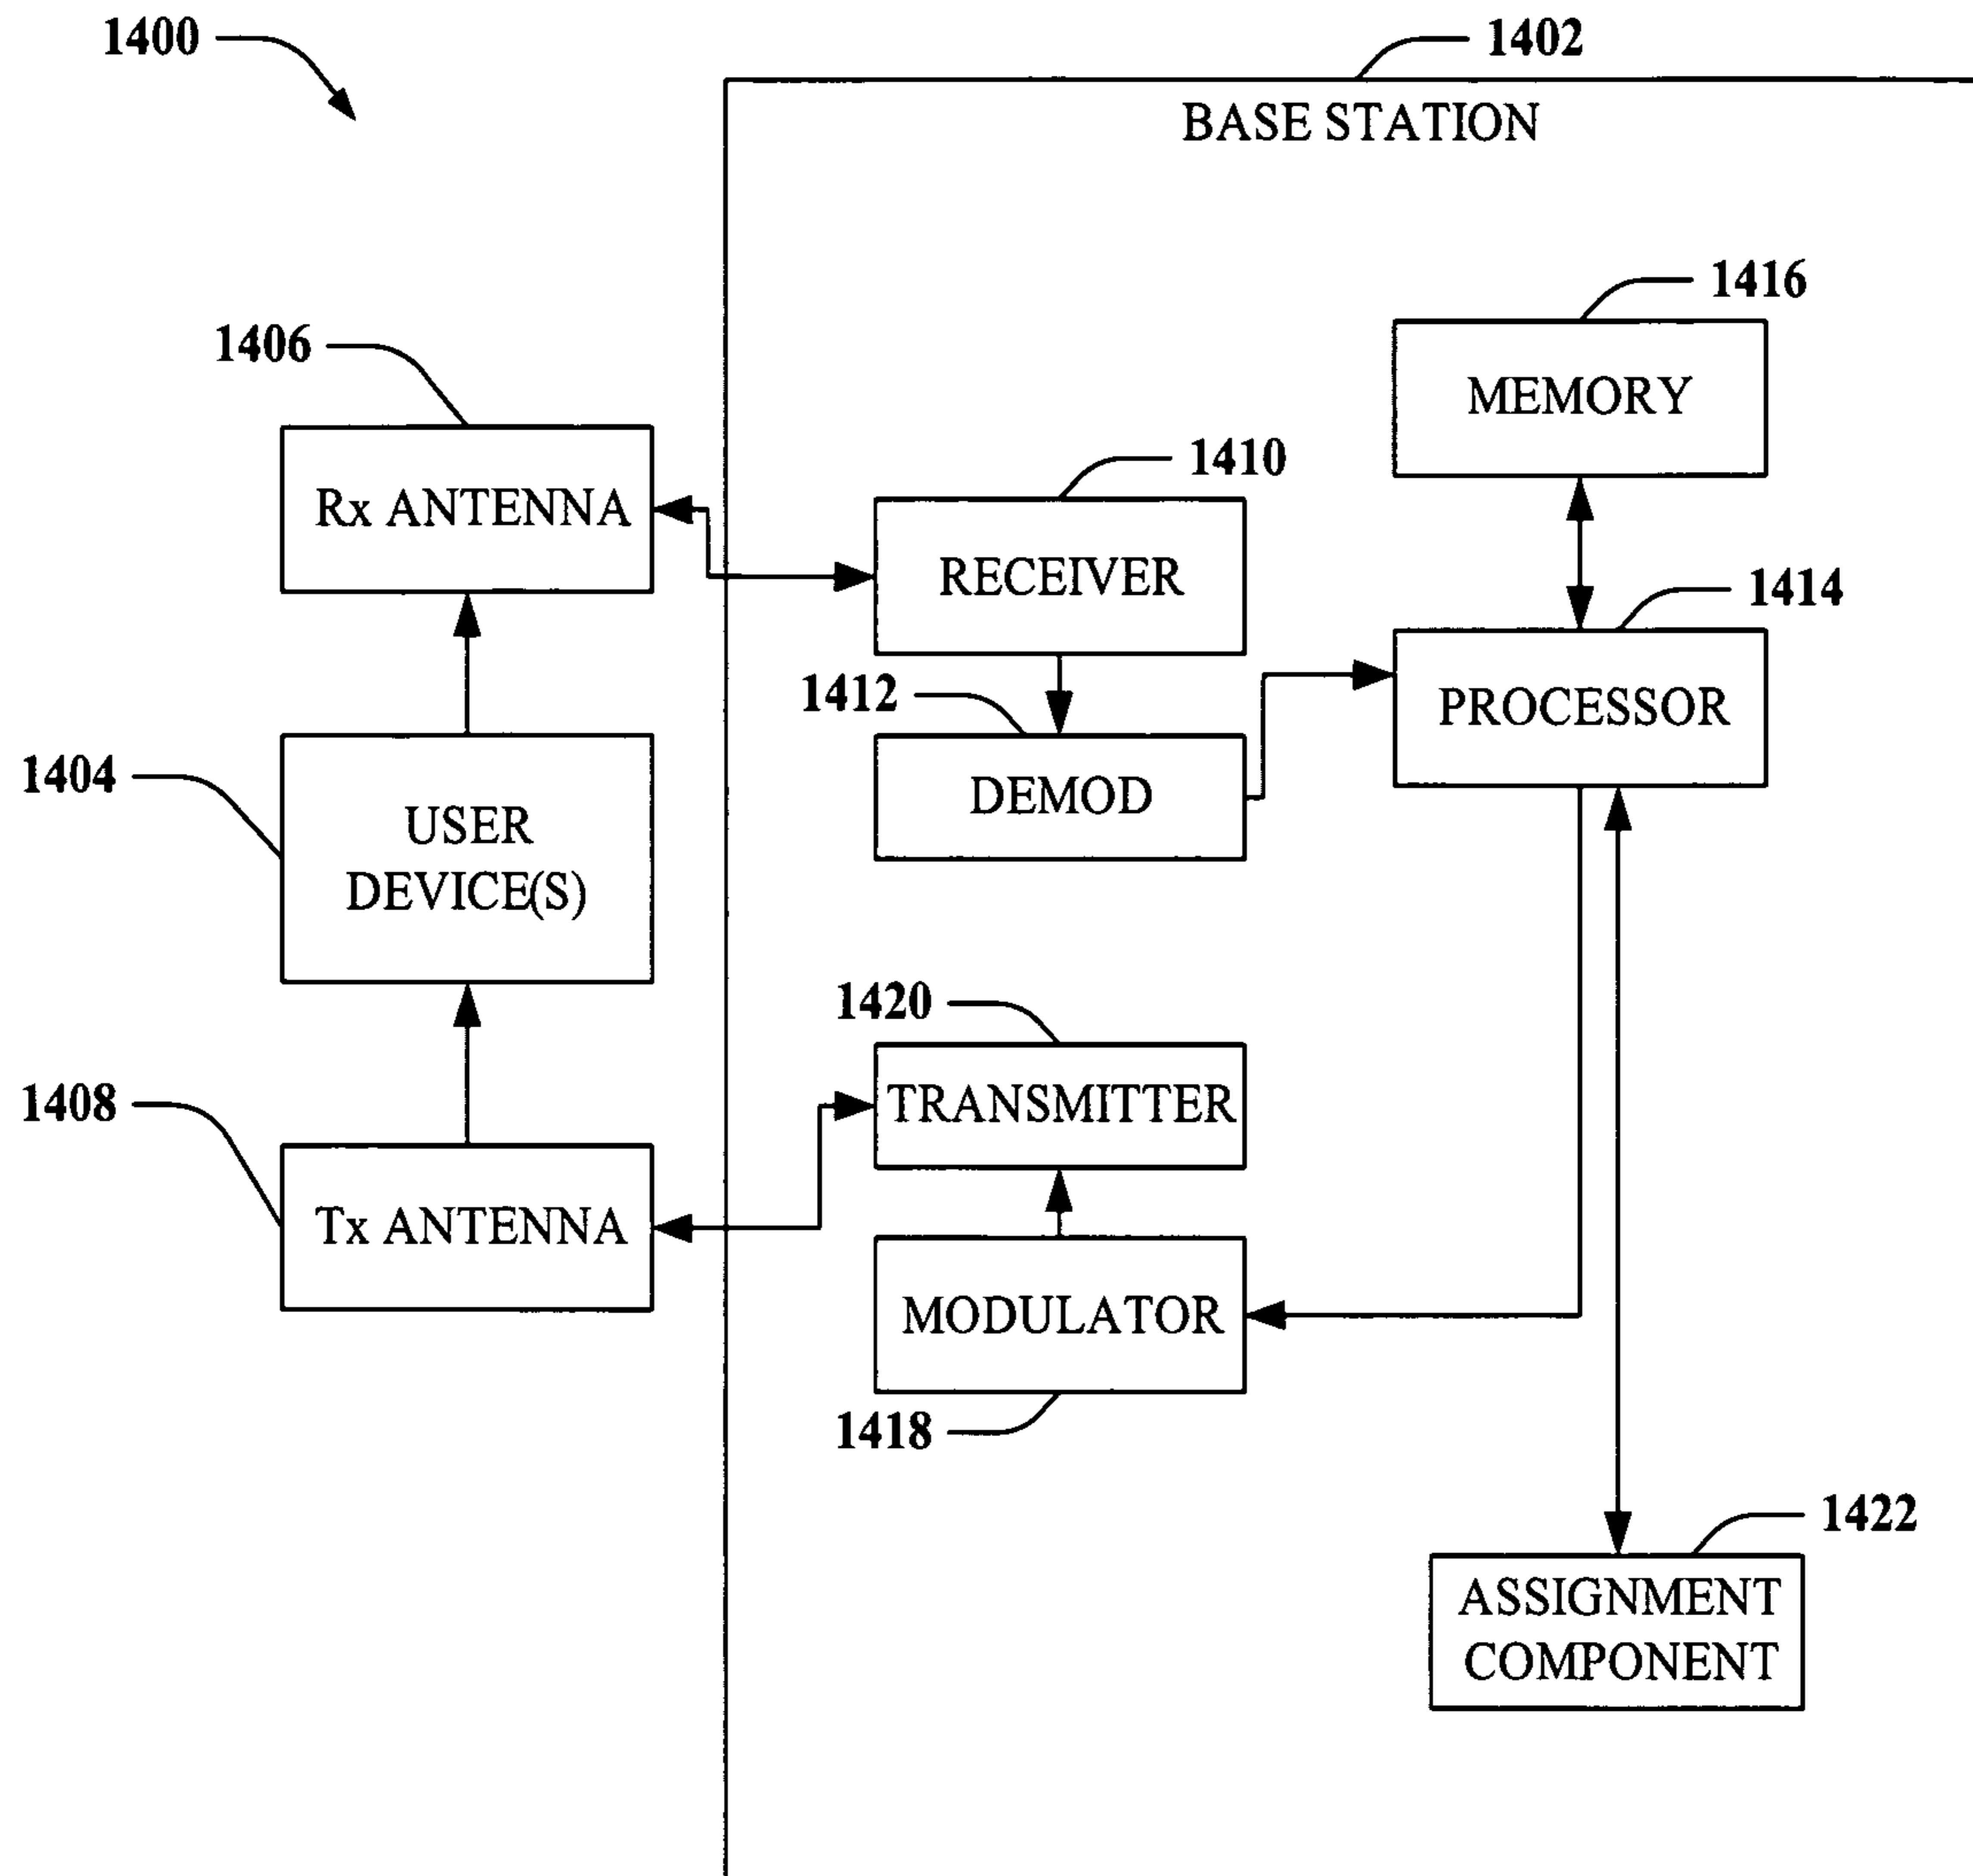 1400
1402
BASE STATION
1416
1406
MEMORY
1410
Rx ANTENNA
RECEIVER
1414
1412
PROCESSOR
1404
DEMOD
USER
DEVICE(S)
1420
1408
TRANSMITTER
Tx ANTENNA
MODULATOR
1418
1422
ASSIGNMENT
COMPONENT